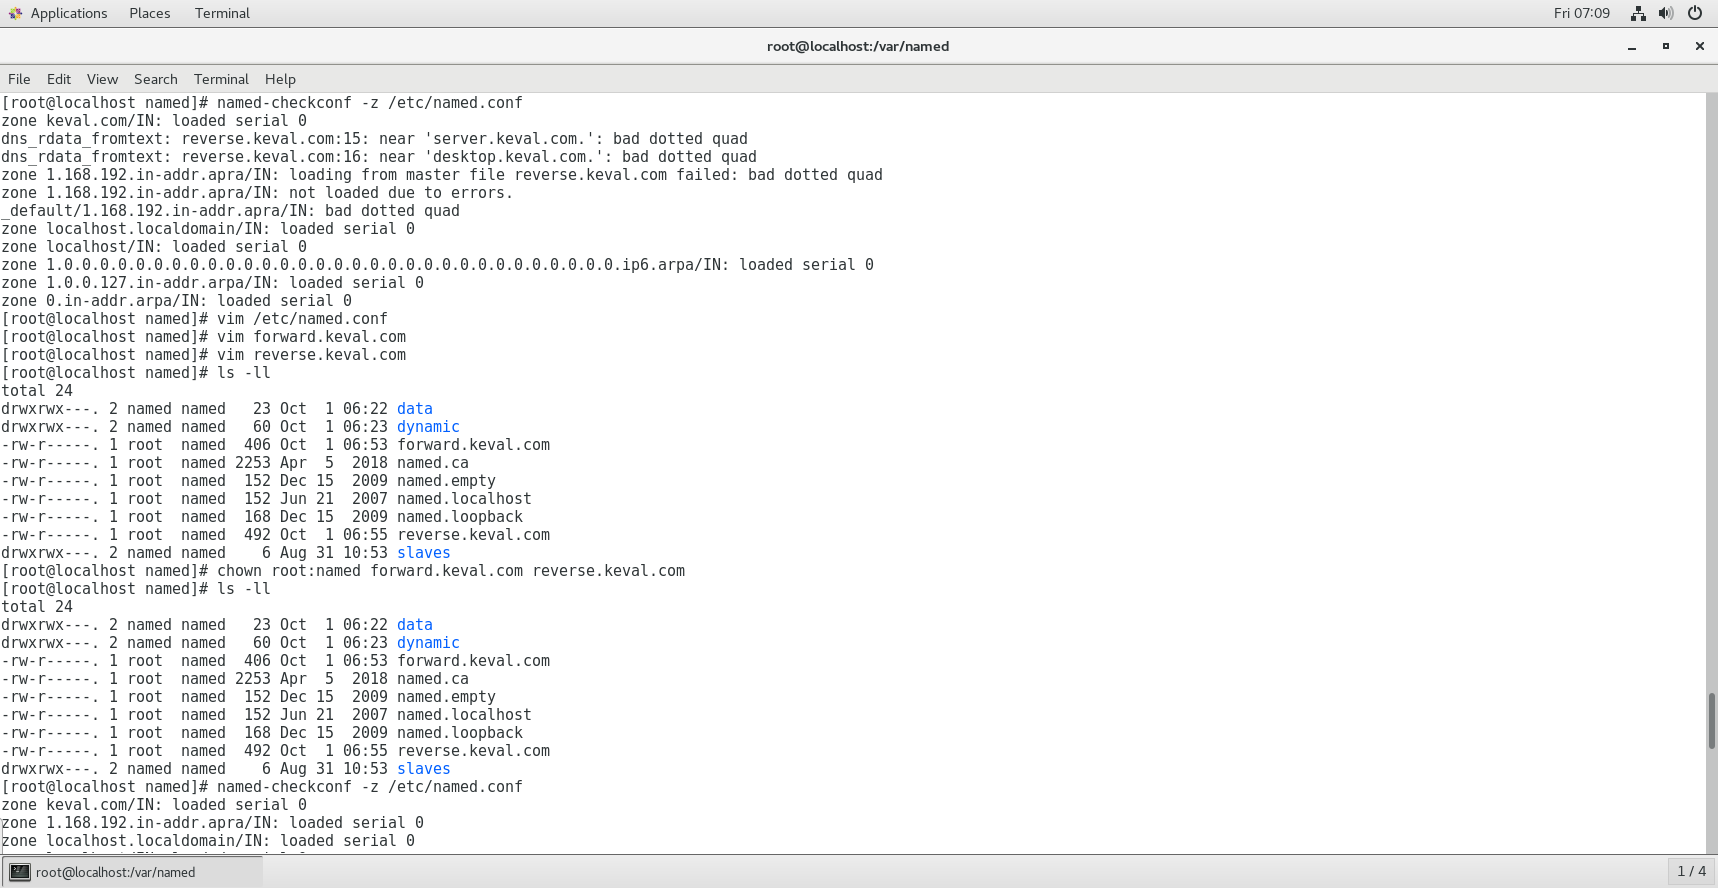 Applications Places Terminal Fri 07:09
root@localhost:/var/named
File Edit View Search Terminal Help
[root@localhost named]# named-checkconf -z /etc/named.conf
zone keval.com/IN: loaded serial 0
dns_rdata_fromtext: reverse.keval.com:15: near 'server.keval.com.': bad dotted quad
dns_rdata_fromtext: reverse.keval.com:16: near 'desktop.keval.com.': bad dotted quad
zone 1.168.192.in-addr.apra/IN: loading from master file reverse.keval.com failed: bad dotted quad
zone 1.168.192.in-addr.apra/IN: not loaded due to errors.
_default/1.168.192.in-addr.apra/IN: bad dotted quad
zone localhost.localdomain/IN: loaded serial 0
zone localhost/IN: loaded serial 0
zone 1.0.0.0.0.0.0.0.0.0.0.0.0.0.0.0.0.0.0.0.0.0.0.0.0.0.0.0.0.0.0.0.ip6.arpa/IN: loaded serial 0
zone 1.0.0.127.in-addr.arpa/IN: loaded serial 0
zone 0.in-addr.arpa/IN: loaded serial 0
[root@localhost named]# vim /etc/named.conf
[root@localhost named]# vim forward.keval.com
[root@localhost named]# vim reverse.keval.com
[root@localhost named]# ls -ll
total 24
drwxrwx---. 2 named named   23 Oct  1 06:22 data
drwxrwx---. 2 named named   60 Oct  1 06:23 dynamic
-rw-r-----. 1 root  named  406 Oct  1 06:53 forward.keval.com
-rw-r-----. 1 root  named 2253 Apr  5  2018 named.ca
-rw-r-----. 1 root  named  152 Dec 15  2009 named.empty
-rw-r-----. 1 root  named  152 Jun 21  2007 named.localhost
-rw-r-----. 1 root  named  168 Dec 15  2009 named.loopback
-rw-r-----. 1 root  named  492 Oct  1 06:55 reverse.keval.com
drwxrwx---. 2 named named    6 Aug 31 10:53 slaves
[root@localhost named]# chown root:named forward.keval.com reverse.keval.com
[root@localhost named]# ls -ll
total 24
drwxrwx---. 2 named named   23 Oct  1 06:22 data
drwxrwx---. 2 named named   60 Oct  1 06:23 dynamic
-rw-r-----. 1 root  named  406 Oct  1 06:53 forward.keval.com
-rw-r-----. 1 root  named 2253 Apr  5  2018 named.ca
-rw-r-----. 1 root  named  152 Dec 15  2009 named.empty
-rw-r-----. 1 root  named  152 Jun 21  2007 named.localhost
-rw-r-----. 1 root  named  168 Dec 15  2009 named.loopback
-rw-r-----. 1 root  named  492 Oct  1 06:55 reverse.keval.com
drwxrwx---. 2 named named    6 Aug 31 10:53 slaves
[root@localhost named]# named-checkconf -z /etc/named.conf
zone keval.com/IN: loaded serial 0
zone 1.168.192.in-addr.apra/IN: loaded serial 0
zone localhost.localdomain/IN: loaded serial 0
root@localhost:/var/named 1 / 4